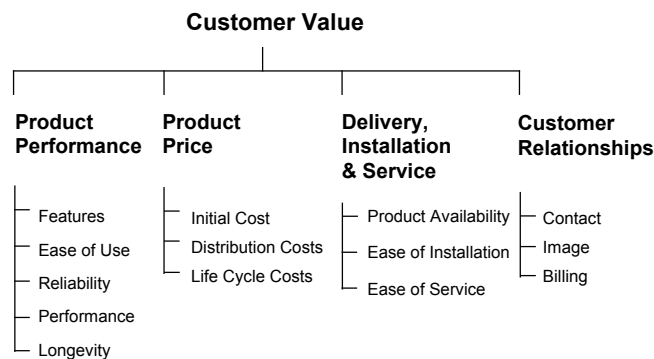 Customer Value
Product
Performance
Features
Ease of Use
Reliability
Performance
Longevity
Product
Price
Initial Cost
Distribution Costs
Life Cycle Costs
Delivery,
Installation
& Service
Product Availability
Ease of Installation
Ease of Service
Customer
Relationships
Contact
Image
Billing